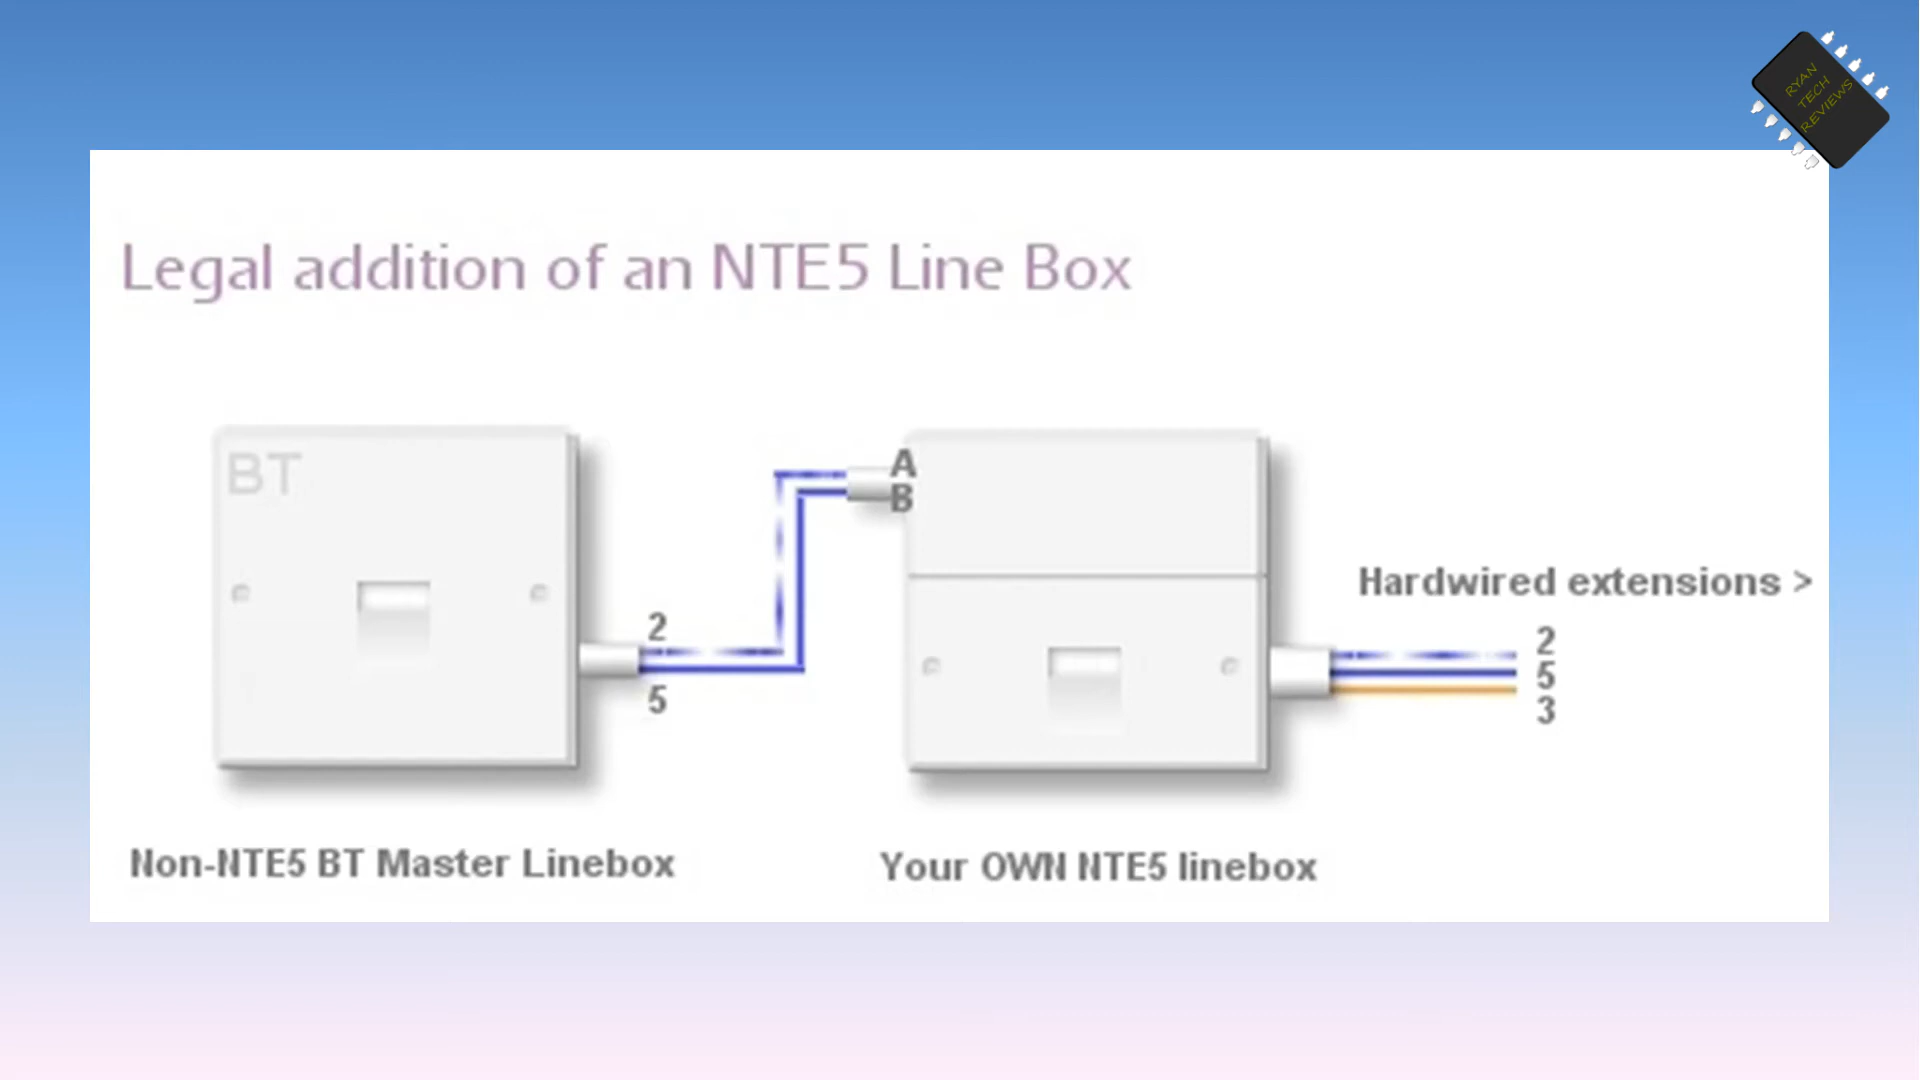 RYAN
TECH
REVIEWS
Legal addition of an NTE5 Line Box
BT
A
B
2
5
Hardwired extensions >
2
5
3
Non-NTE5 BT Master Linebox
Your OWN NTE5 linebox